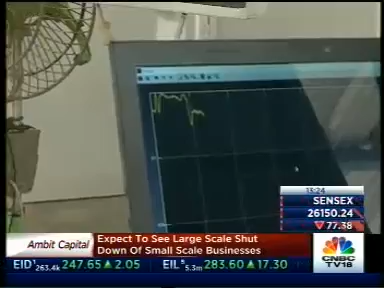 13:24
SENSEX
26150.24
▼77.38
Ambit Capital
Expect To See Large Scale Shut
Down Of Small Scale Businesses
CNBC
TV18
EID 263.4k 247.65 ▲ 2.05 EIL 5.3m 283.60 ▲ 17.30